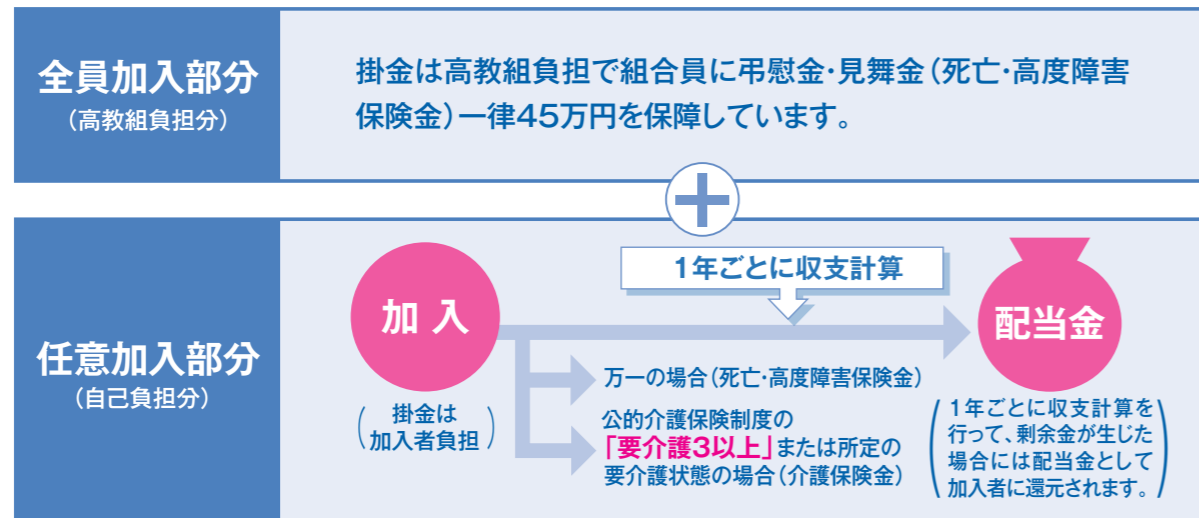 全員加入部分
(高教組負担分)
掛金は高教組負担で組合員に弔慰金・見舞金(死亡・高度障害
保険金)一律45万円を保障しています。
+
任意加入部分
(自己負担分)
加入
(掛金は
加入者負担)
1年ごとに収支計算
万一の場合(死亡・高度障害保険金)
公的介護保険制度の
「要介護3以上」または所定の
要介護状態の場合(介護保険金)
配当金
(1年ごとに収支計算を
行って、剰余金が生じた
場合には配当金として
加入者に還元されます。)